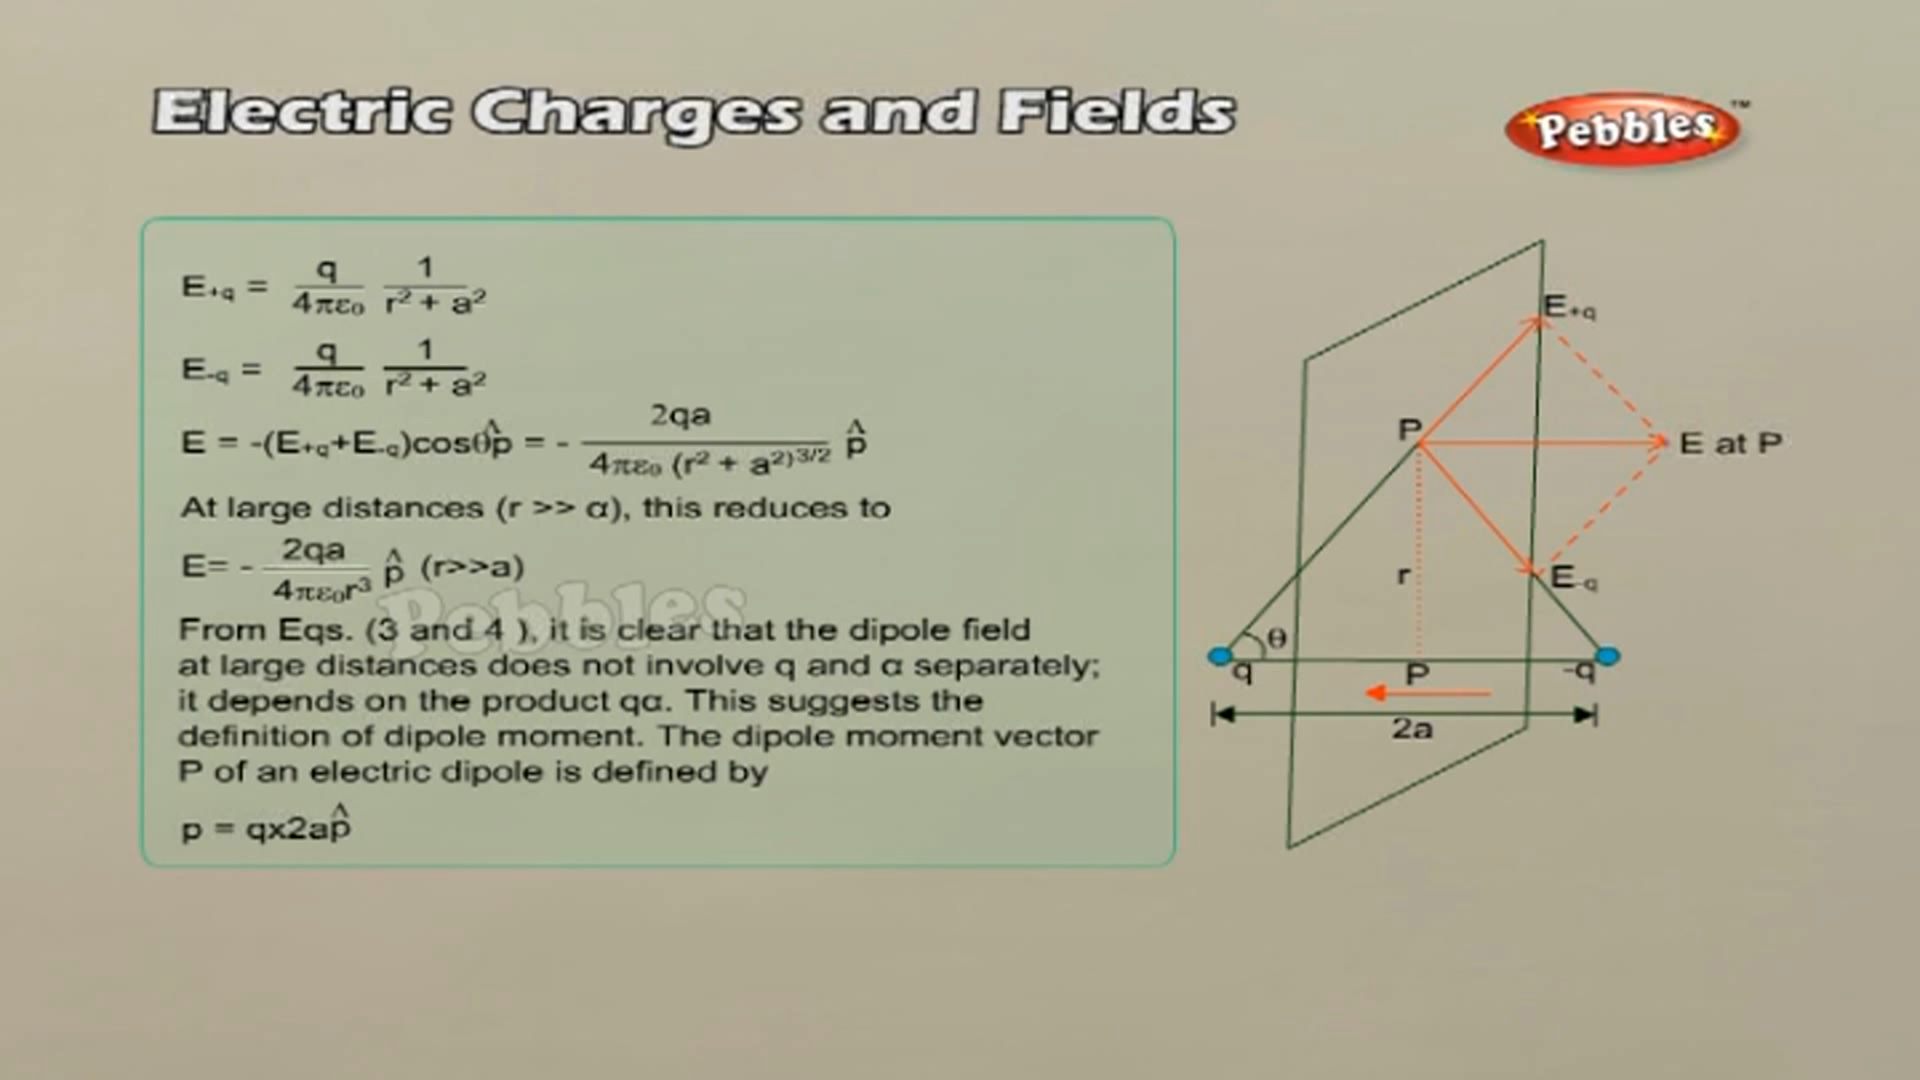 Electric Charges and Fields
Pebbles™
E₊q = q/4πε₀ 1/r² + a²
E₋q = q/4πε₀ 1/r² + a²
E = -(E₊q+E₋q)cosθp̂ = - 2qa/4πε₀ (r² + a²⁾³ᐟ² p̂
At large distances (r >> α), this reduces to
E= - 2qa/4πε₀r³ p̂ (r>>a)
Pebbles
From Eqs. (3 and 4 ), it is clear that the dipole field
at large distances does not involve q and α separately;
it depends on the product qα. This suggests the
definition of dipole moment. The dipole moment vector
P of an electric dipole is defined by
p = qx2ap̂
E₊q
P
E at P
r
E₋q
θ
q
P
-q
2a